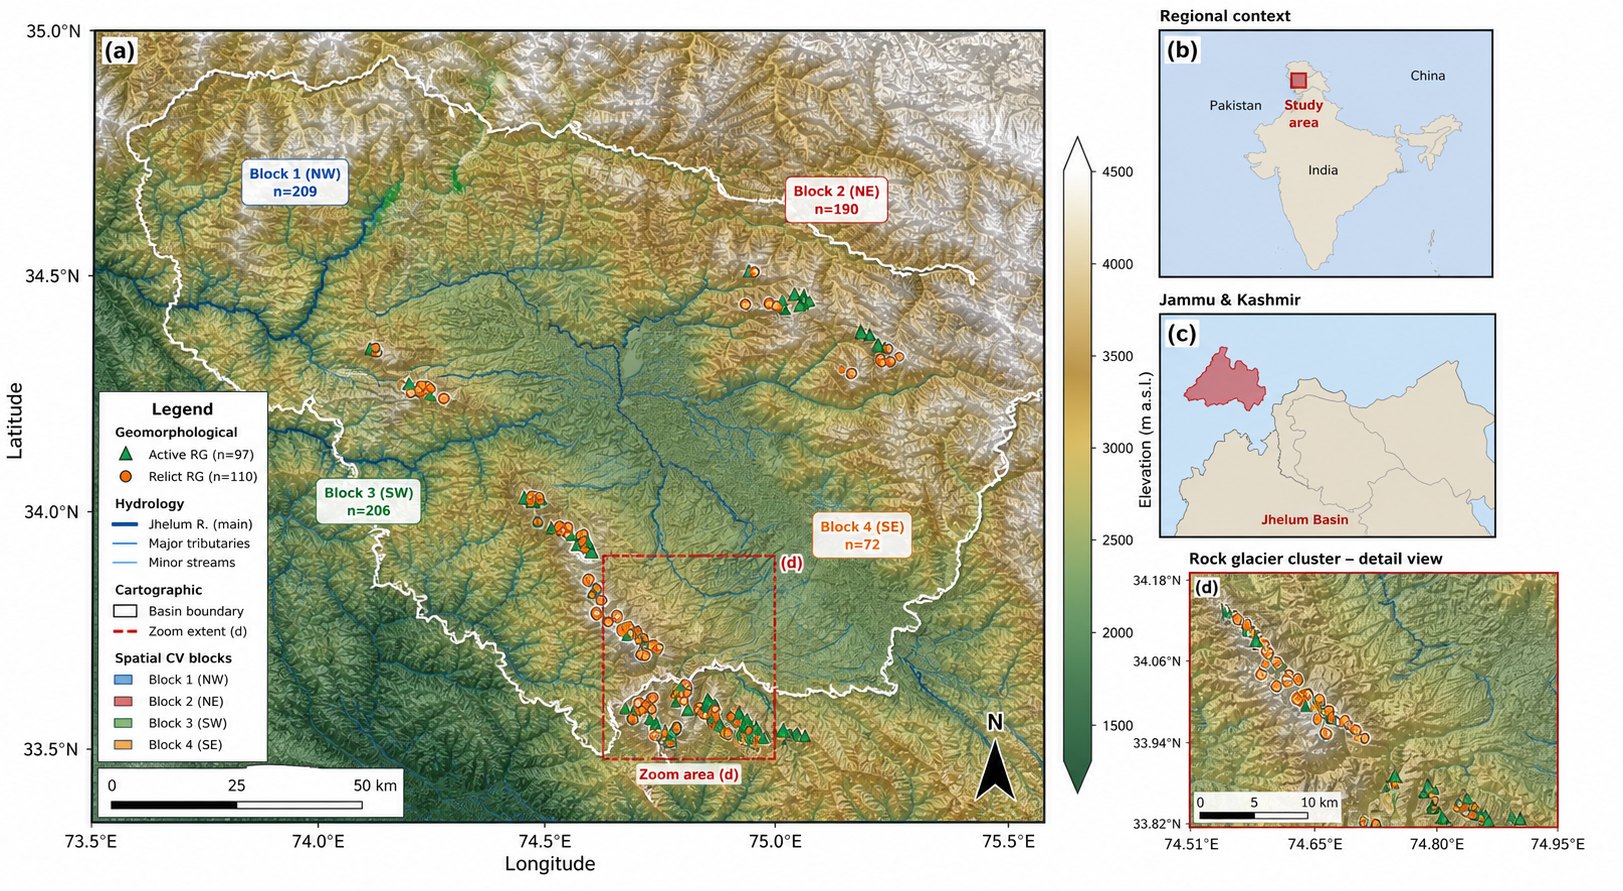 (a)
35.0°N
34.5°N
34.0°N
33.5°N
Latitude
73.5°E
74.0°E
74.5°E
75.0°E
75.5°E
Longitude
Block 1 (NW)
n=209
Block 2 (NE)
n=190
Block 3 (SW)
n=206
Block 4 (SE)
n=72
(d)
Zoom area (d)
N
Legend
Geomorphological
Active RG (n=97)
Relict RG (n=110)
Hydrology
Jhelum R. (main)
Major tributaries
Minor streams
Cartographic
Basin boundary
Zoom extent (d)
Spatial CV blocks
Block 1 (NW)
Block 2 (NE)
Block 3 (SW)
Block 4 (SE)
0 25 50 km
4500
4000
3500
3000
2500
2000
1500
Elevation (m a.s.l.)
Regional context
(b)
China
Pakistan
Study
area
India
Jammu & Kashmir
(c)
Jhelum Basin
Rock glacier cluster – detail view
(d)
34.18°N
34.06°N
33.94°N
33.82°N
0 5 10 km
74.51°E
74.65°E
74.80°E
74.95°E